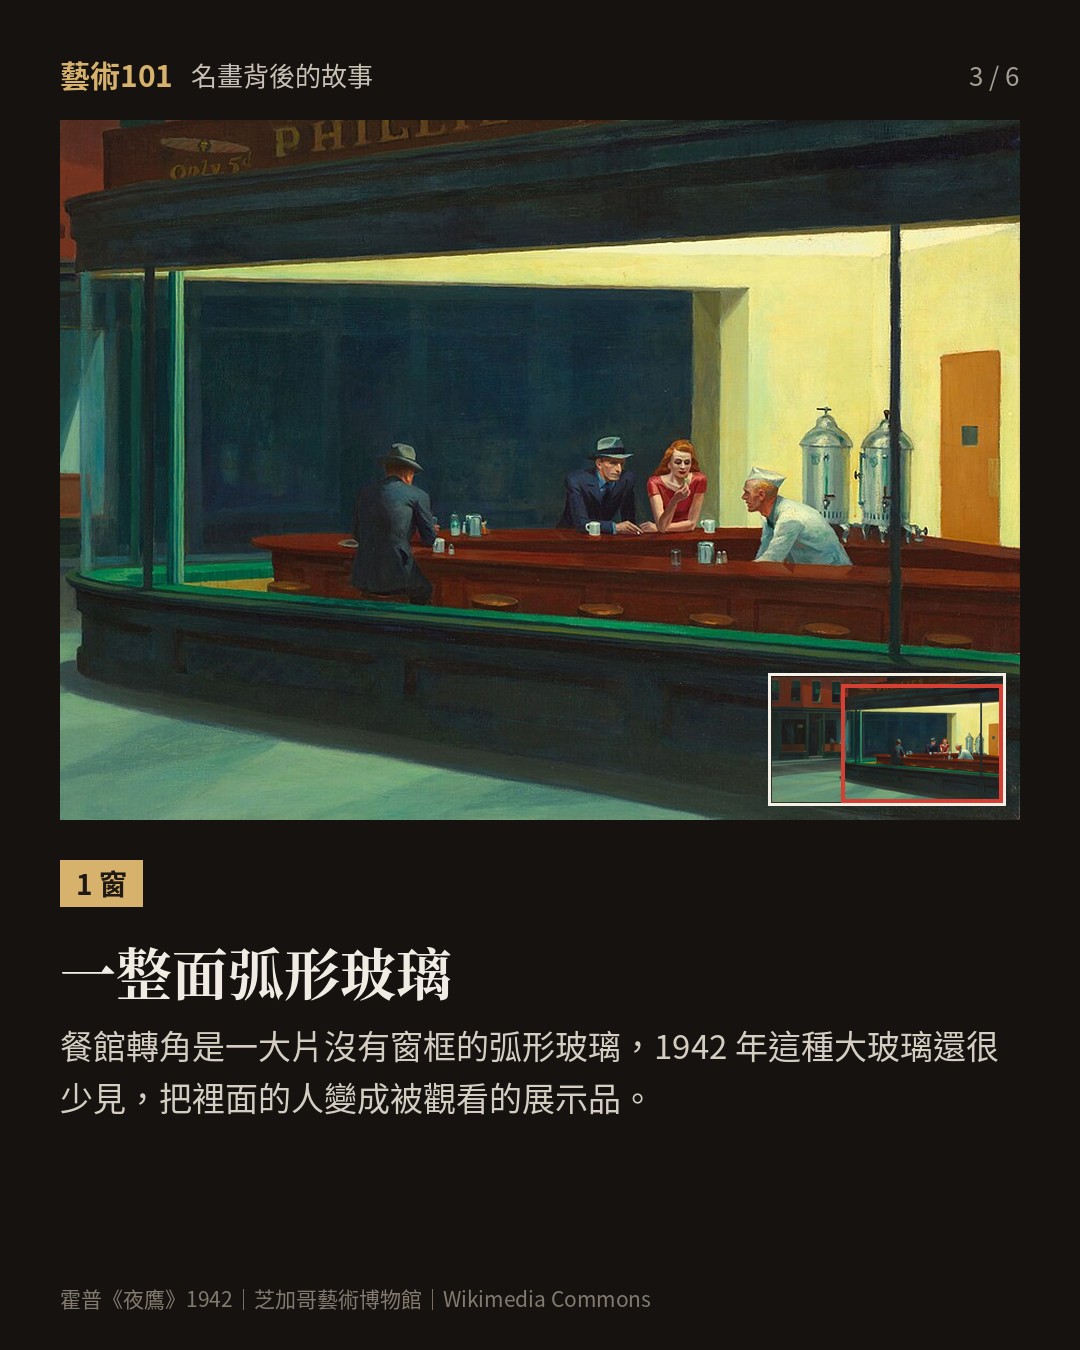 藝術101 名畫背後的故事
3 / 6
Only 5¢
PHILLIE
1 窗
一整面弧形玻璃
餐館轉角是一大片沒有窗框的弧形玻璃，1942 年這種大玻璃還很
少見，把裡面的人變成被觀看的展示品。
霍普《夜鷹》1942｜芝加哥藝術博物館｜Wikimedia Commons